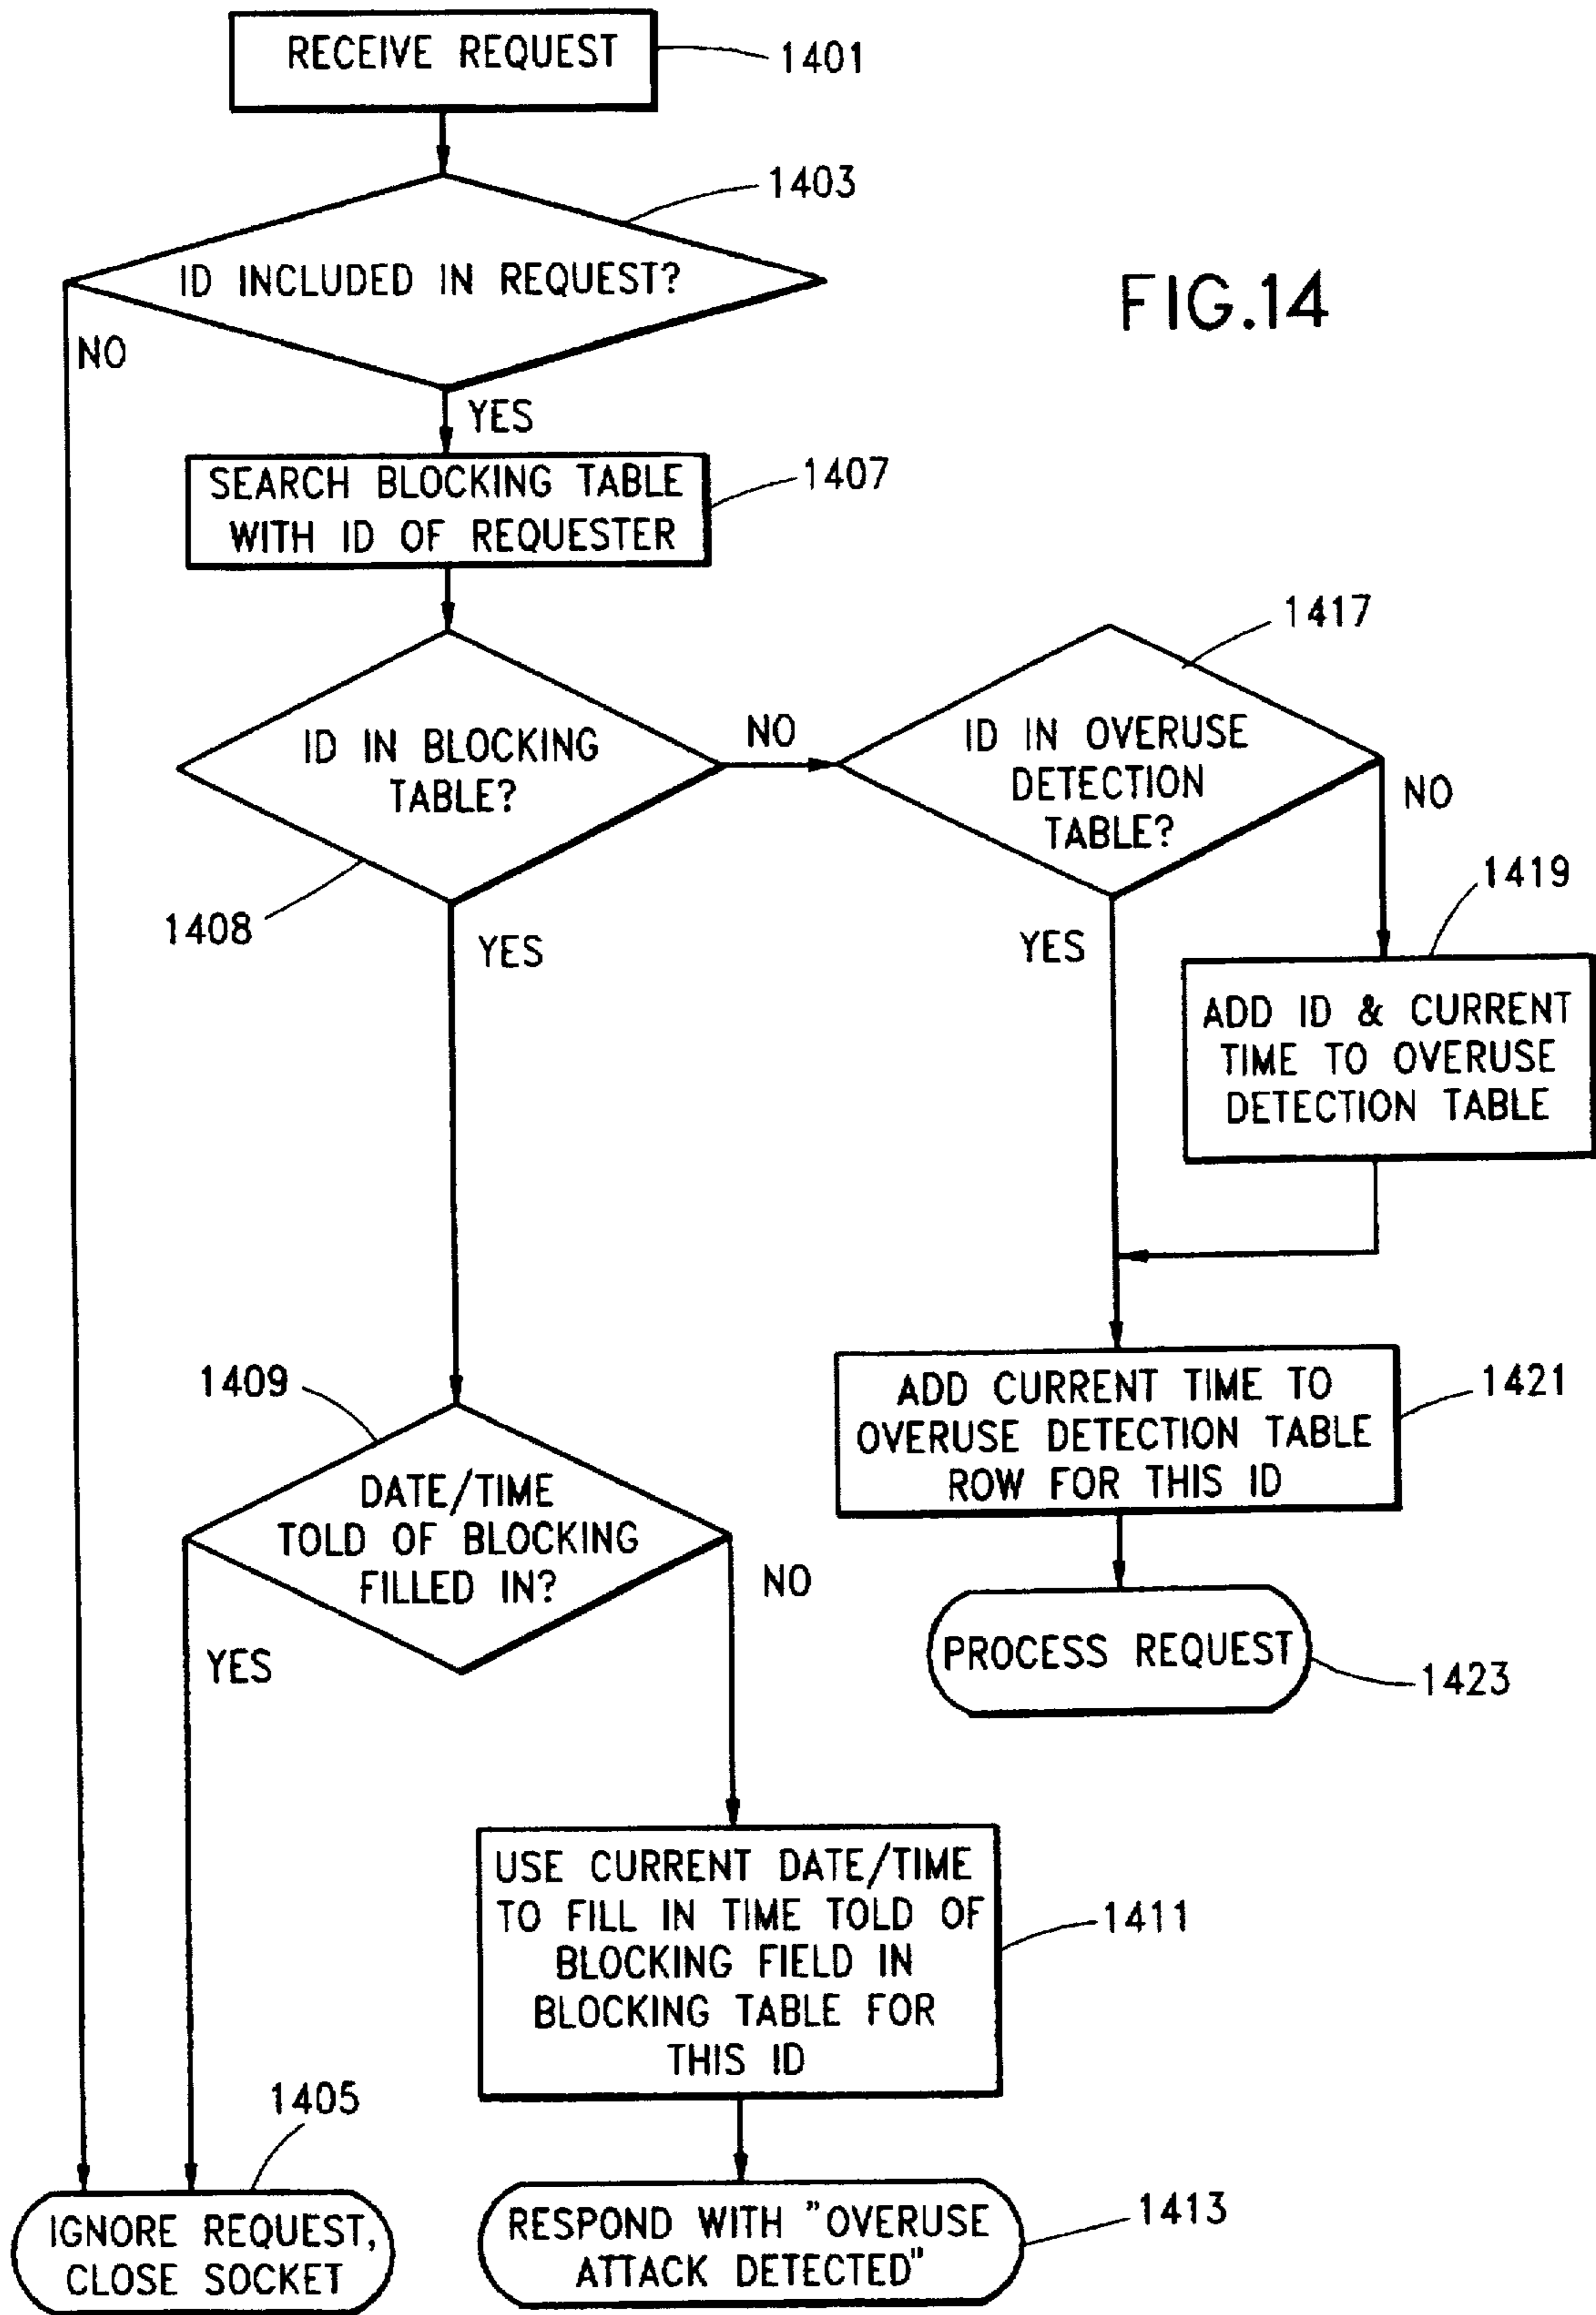 RECEIVE REQUEST
1401
1403
ID INCLUDED IN REQUEST?
FIG.14
NO
YES
SEARCH BLOCKING TABLE
WITH ID OF REQUESTER
1407
1417
ID IN BLOCKING
TABLE?
NO
ID IN OVERUSE
DETECTION
TABLE?
NO
1408
YES
YES
1419
ADD ID & CURRENT
TIME TO OVERUSE
DETECTION TABLE
1409
ADD CURRENT TIME TO
OVERUSE DETECTION TABLE
ROW FOR THIS ID
1421
DATE/TIME
TOLD OF BLOCKING
FILLED IN?
NO
YES
PROCESS REQUEST
1423
USE CURRENT DATE/TIME
TO FILL IN TIME TOLD OF
BLOCKING FIELD IN
BLOCKING TABLE FOR
THIS ID
1411
1405
IGNORE REQUEST,
CLOSE SOCKET
RESPOND WITH "OVERUSE
ATTACK DETECTED"
1413